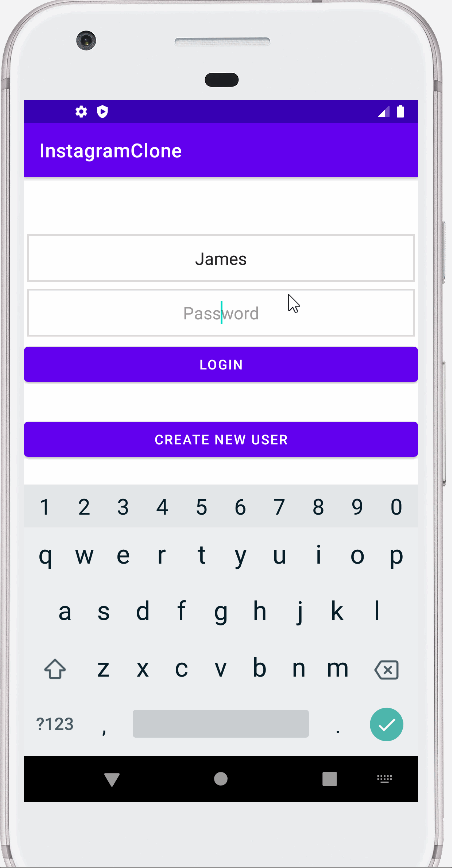 InstagramClone
James
Password
LOGIN
CREATE NEW USER
1 2 3 4 5 6 7 8 9 0
q w e r t y u i o p
a s d f g h j k l
z x c v b n m
?123 , .